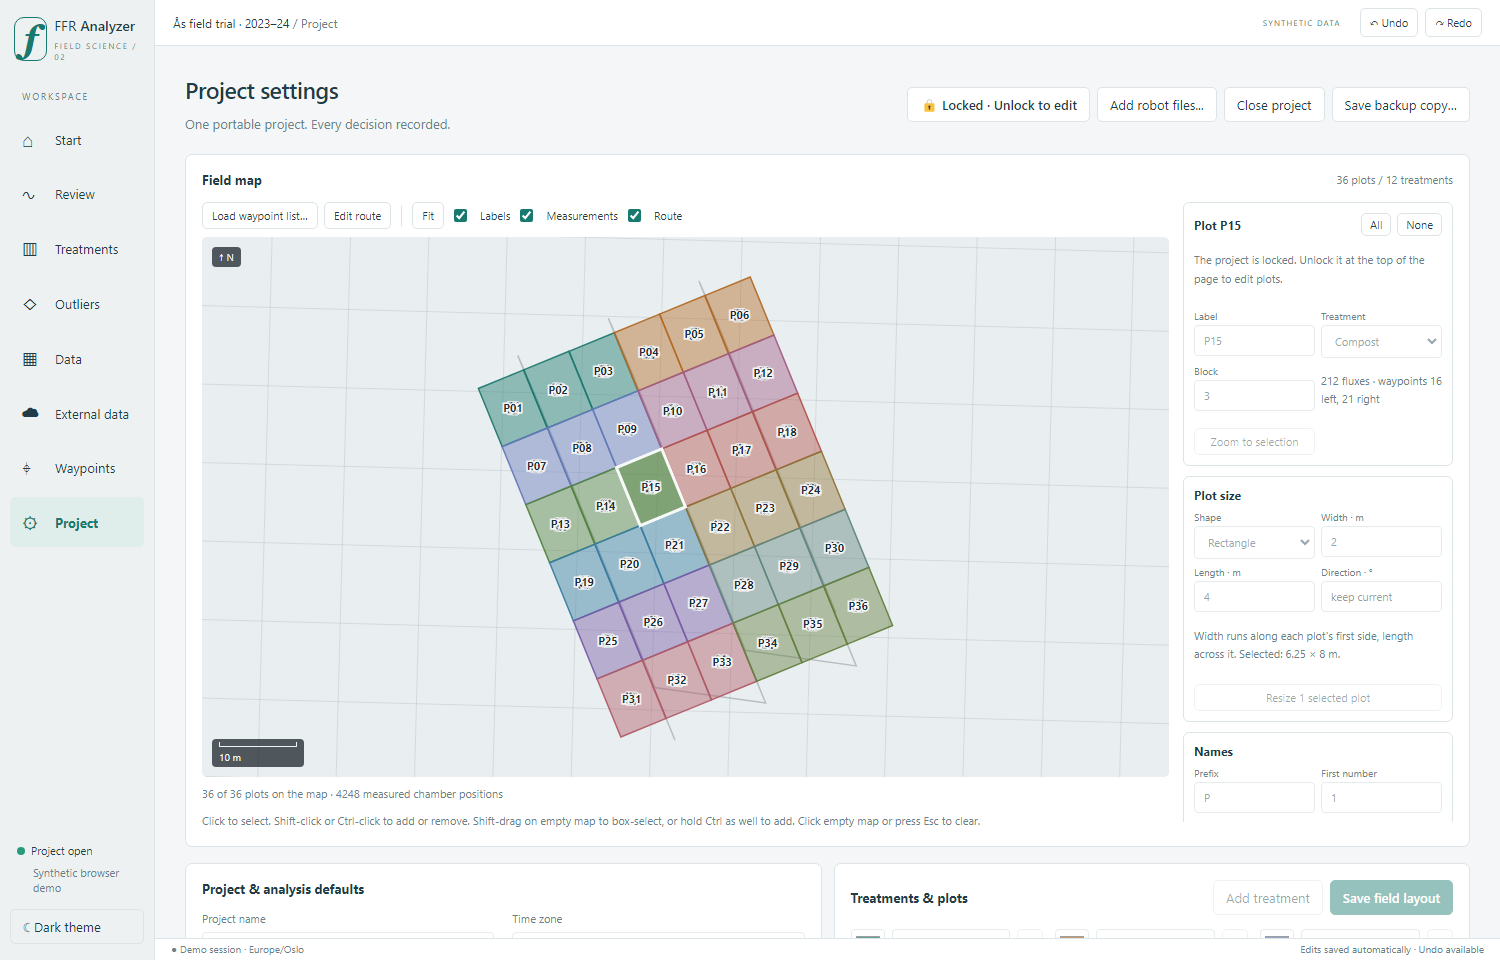 FFR Analyzer
FIELD SCIENCE /
02
WORKSPACE
Start
Review
Treatments
Outliers
Data
External data
Waypoints
Project
Project open
Synthetic browser
demo
Dark theme
Ås field trial · 2023–24 / Project
SYNTHETIC DATA
Undo
Redo
Project settings
One portable project. Every decision recorded.
Locked · Unlock to edit
Add robot files...
Close project
Save backup copy...
Field map
36 plots / 12 treatments
Load waypoint list...
Edit route
Fit
Labels
Measurements
Route
↑ N
P06
P05
P04
P03
P02
P01
P12
P11
P10
P09
P08
P07
P18
P17
P16
P15
P14
P13
P24
P23
P22
P21
P20
P19
P30
P29
P28
P27
P26
P25
P36
P35
P34
P33
P32
P31
10 m
36 of 36 plots on the map · 4248 measured chamber positions
Click to select. Shift-click or Ctrl-click to add or remove. Shift-drag on empty map to box-select, or hold Ctrl as well to add. Click empty map or press Esc to clear.
Plot P15
All
None
The project is locked. Unlock it at the top of the
page to edit plots.
Label
Treatment
P15
Compost
Block
3
212 fluxes · waypoints 16
left, 21 right
Zoom to selection
Plot size
Shape
Width · m
Rectangle
2
Length · m
Direction · °
4
keep current
Width runs along each plot's first side, length
across it. Selected: 6.25 × 8 m.
Resize 1 selected plot
Names
Prefix
First number
P
1
Project & analysis defaults
Project name
Time zone
Treatments & plots
Add treatment
Save field layout
Demo session · Europe/Oslo
Edits saved automatically · Undo available